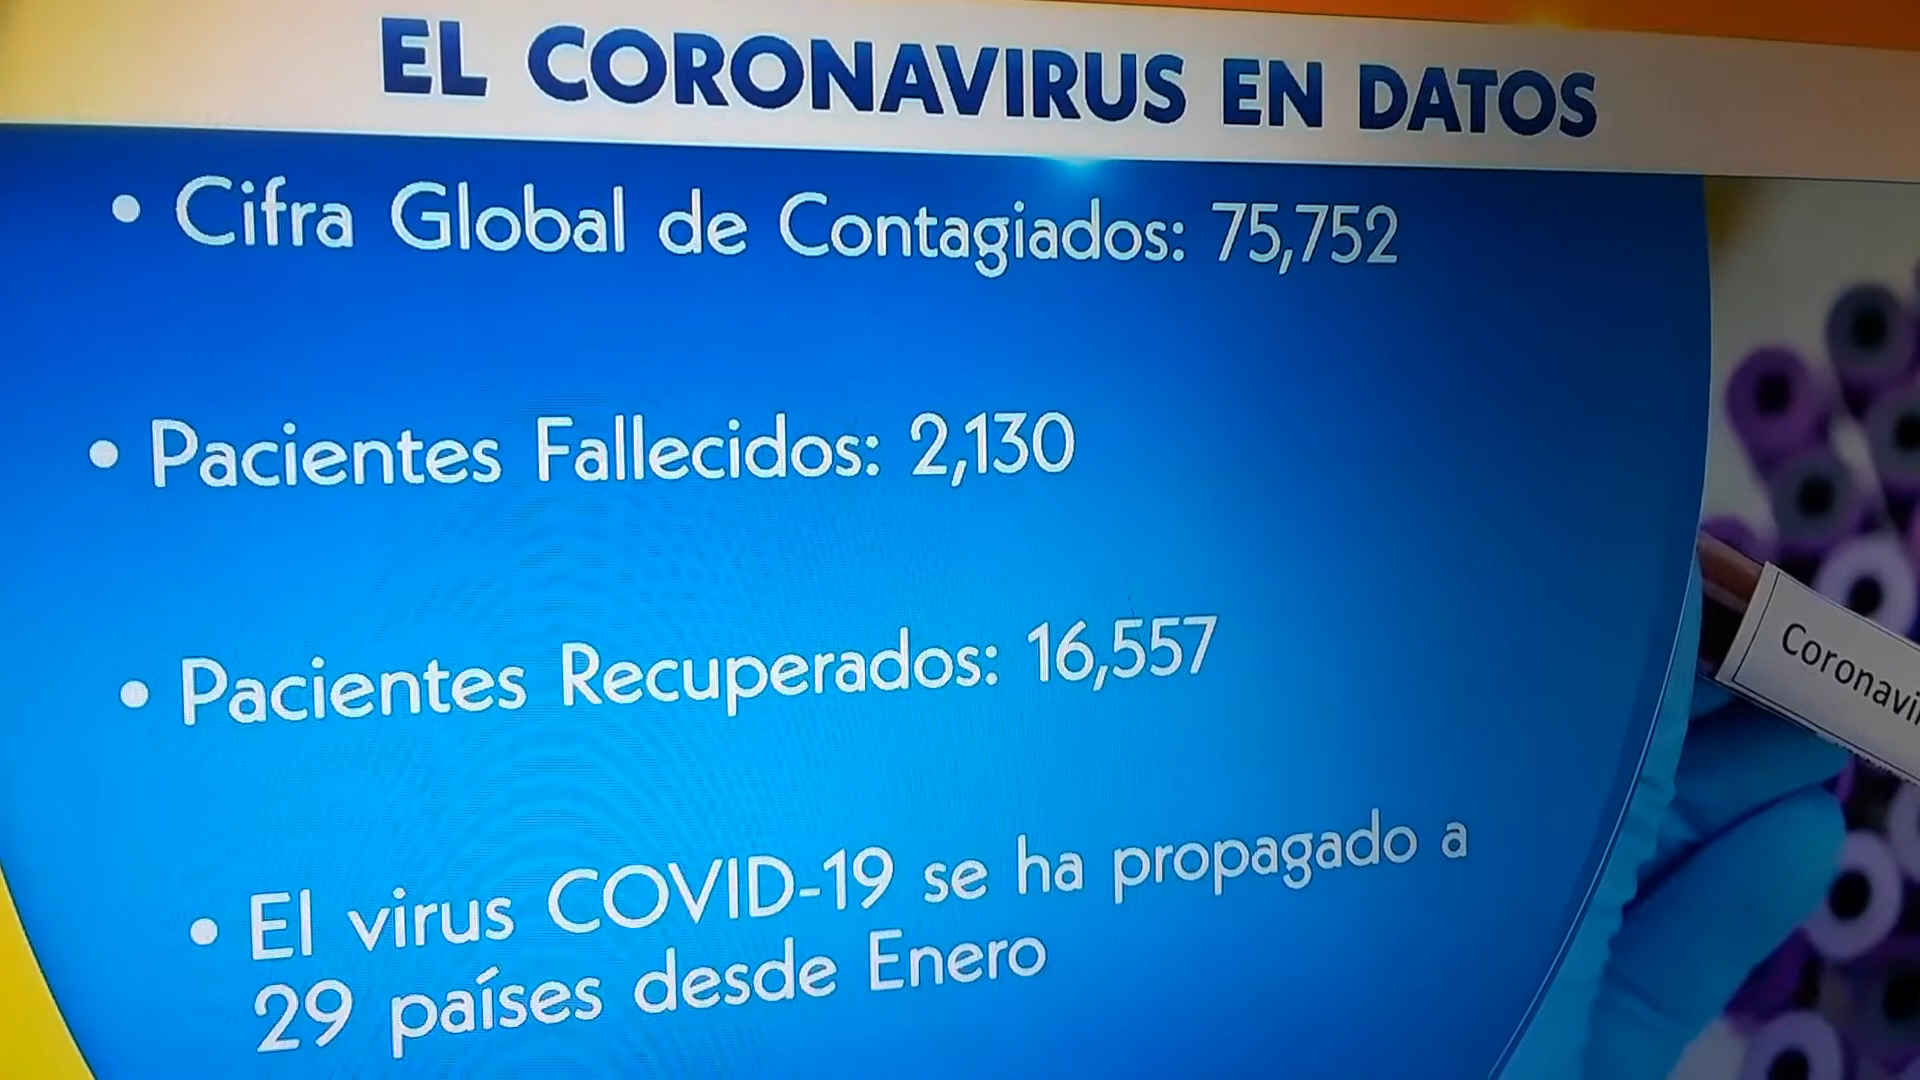 EL CORONAVIRUS EN DATOS
• Cifra Global de Contagiados: 75,752
• Pacientes Fallecidos: 2,130
• Pacientes Recuperados: 16,557
• El virus COVID-19 se ha propagado a
29 países desde Enero